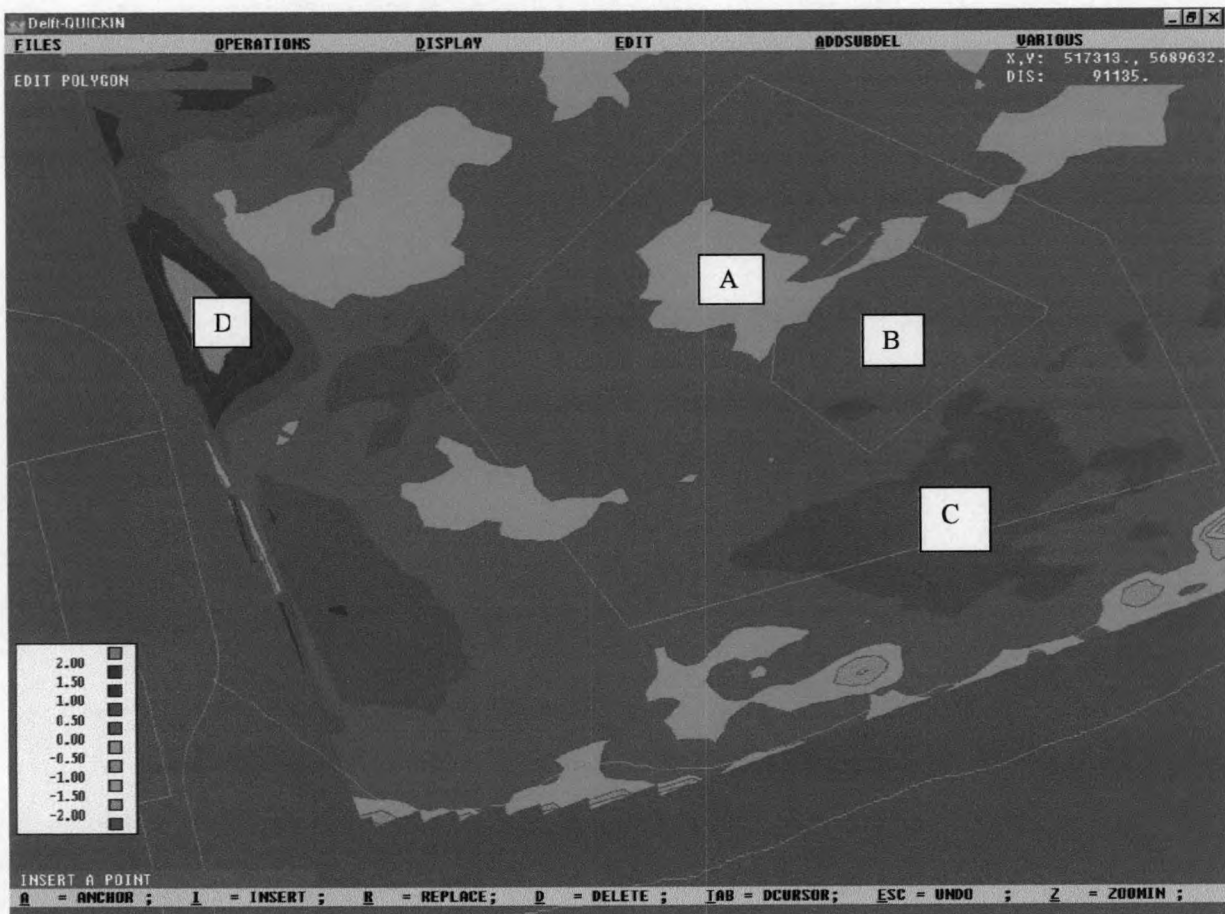 Delft-QUICKIN
FILES OPERATIONS DISPLAY EDIT ADDSUBDEL VARIOUS
X,Y: 517313., 5689632.
EDIT POLYGON
DIS: 91135.
A
D
B
C
2.00
1.50
1.00
0.50
0.00
-0.50
-1.00
-1.50
-2.00
INSERT A POINT
A = ANCHOR ; I = INSERT ; R = REPLACE; D = DELETE ; TAB = DCURSOR; ESC = UNDO ; Z = ZOOMIN ;